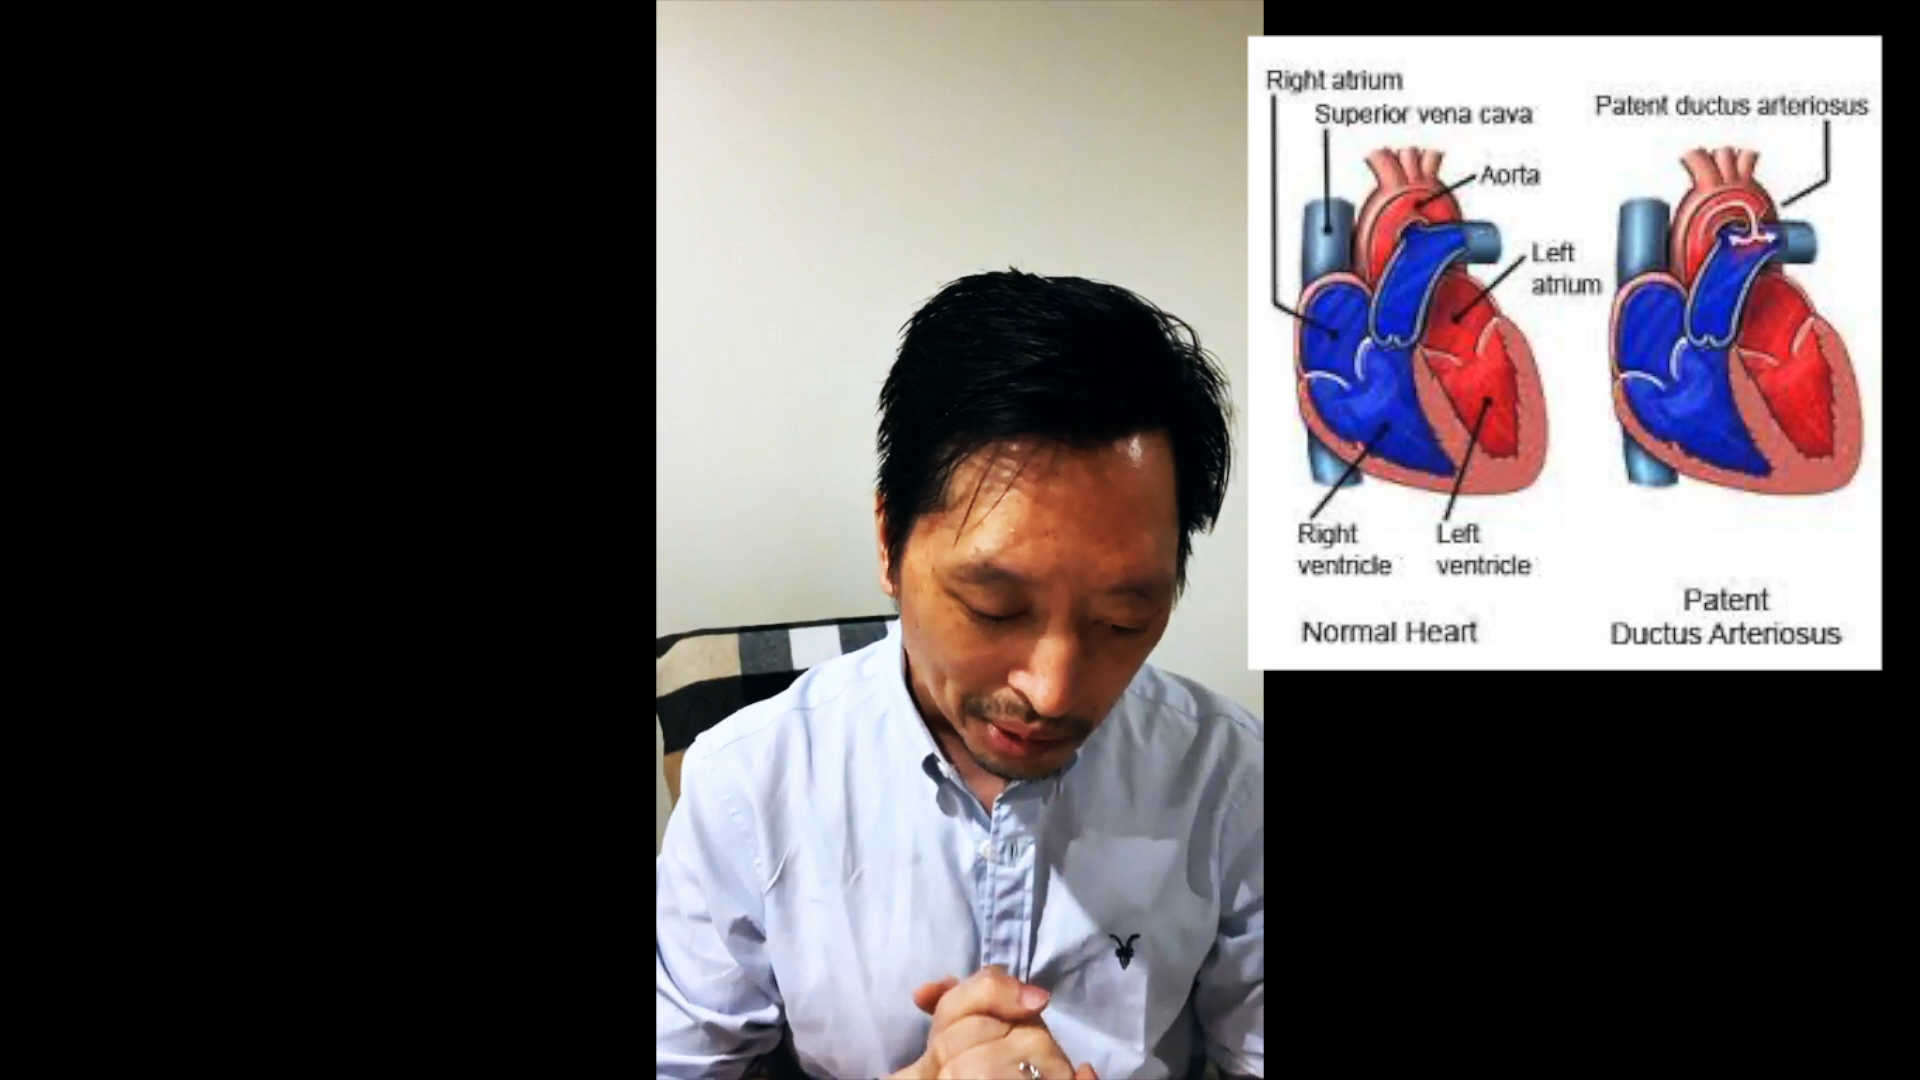 Right atrium
Superior vena cava
Aorta
Left
atrium
Right
ventricle
Left
ventricle
Normal Heart
Patent ductus arteriosus
Patent
Ductus Arteriosus